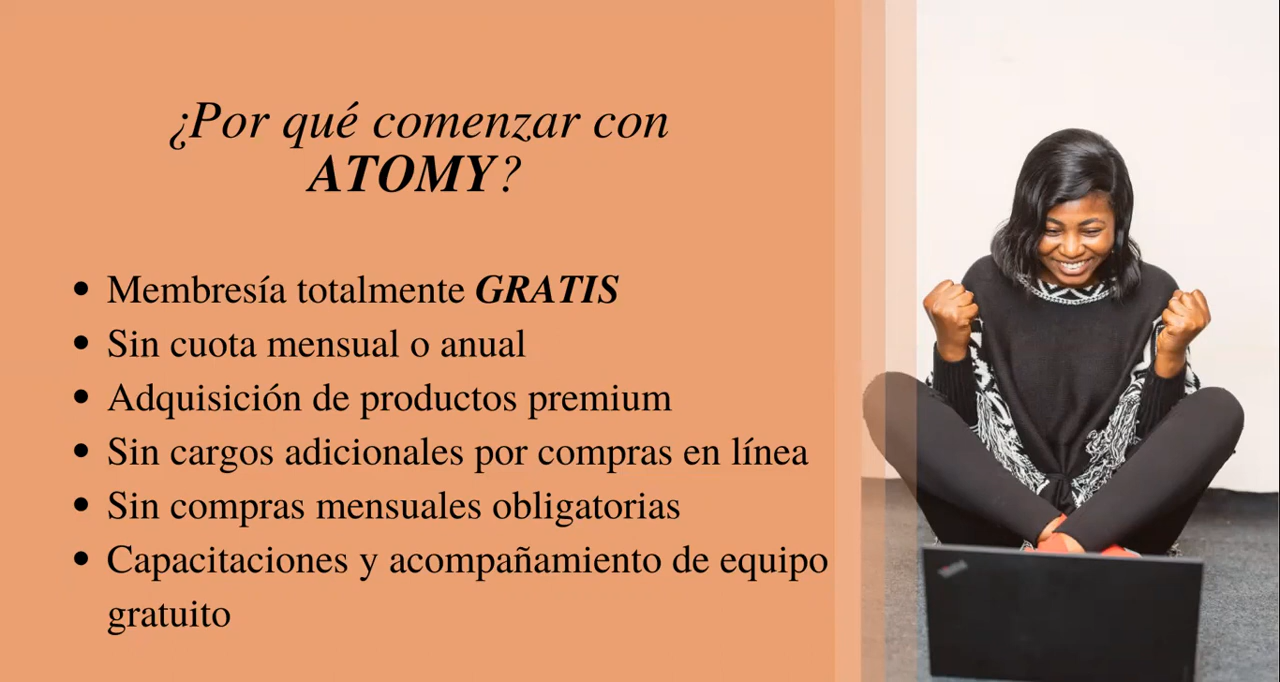 ¿Por qué comenzar con
ATOMY?
• Membresía totalmente GRATIS
• Sin cuota mensual o anual
• Adquisición de productos premium
• Sin cargos adicionales por compras en línea
• Sin compras mensuales obligatorias
• Capacitaciones y acompañamiento de equipo
gratuito